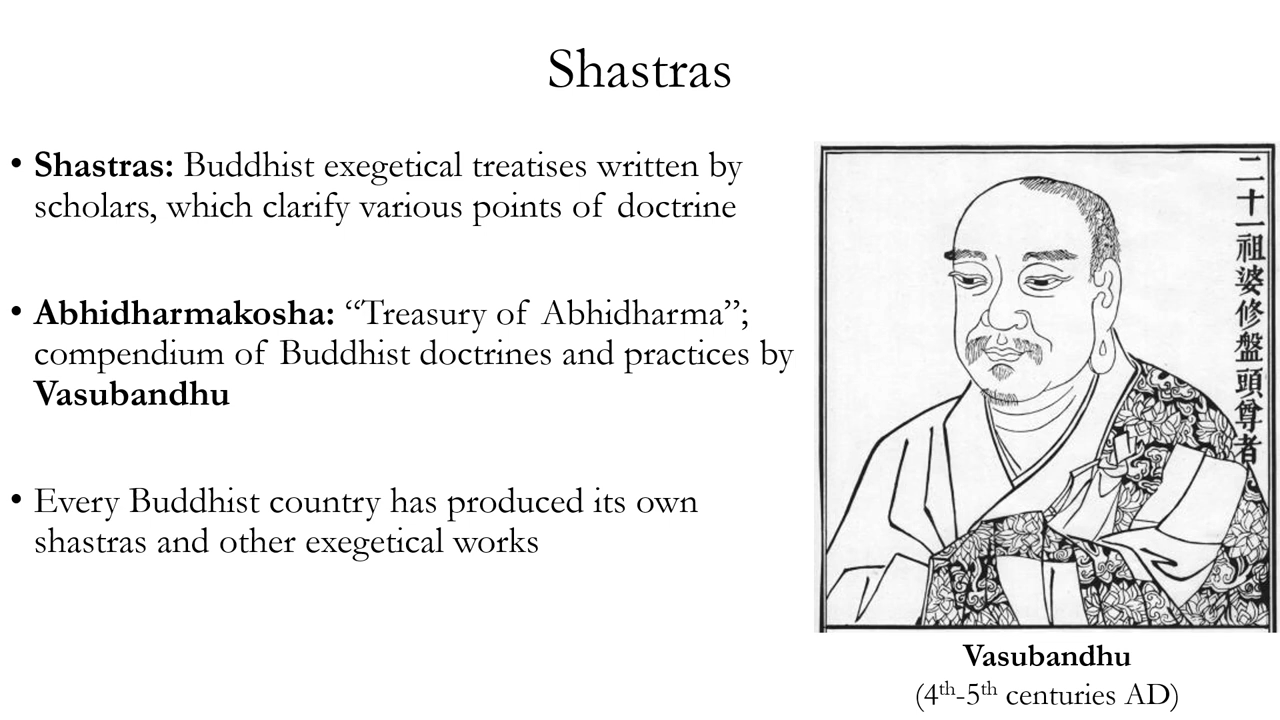 Shastras
• Shastras: Buddhist exegetical treatises written by
scholars, which clarify various points of doctrine
• Abhidharmakosha: “Treasury of Abhidharma”;
compendium of Buddhist doctrines and practices by
Vasubandhu
• Every Buddhist country has produced its own
shastras and other exegetical works
二十一祖婆修盤頭尊者
Vasubandhu
(4th-5th centuries AD)